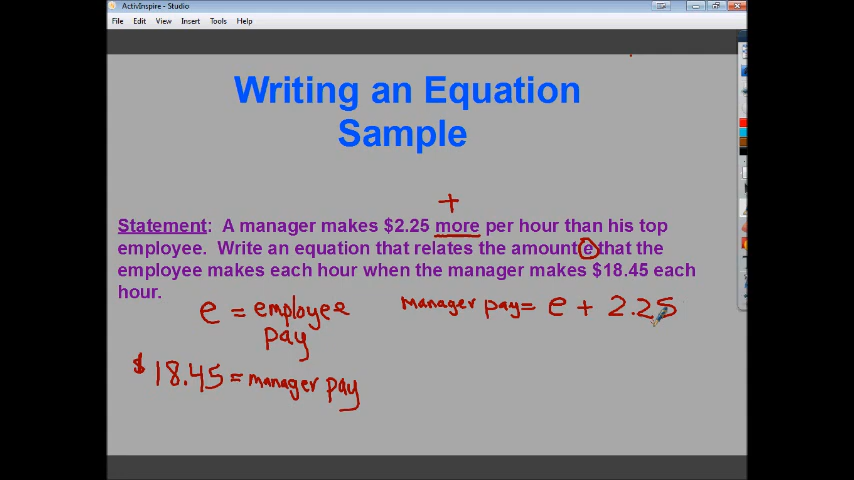 ActivInspire - Studio
File Edit View Insert Tools Help
Writing an Equation
Sample
+
Statement: A manager makes $2.25 more per hour than his top
employee. Write an equation that relates the amount e that the
employee makes each hour when the manager makes $18.45 each
hour.
e = employee
pay
manager pay = e + 2.25
$18.45 = manager pay